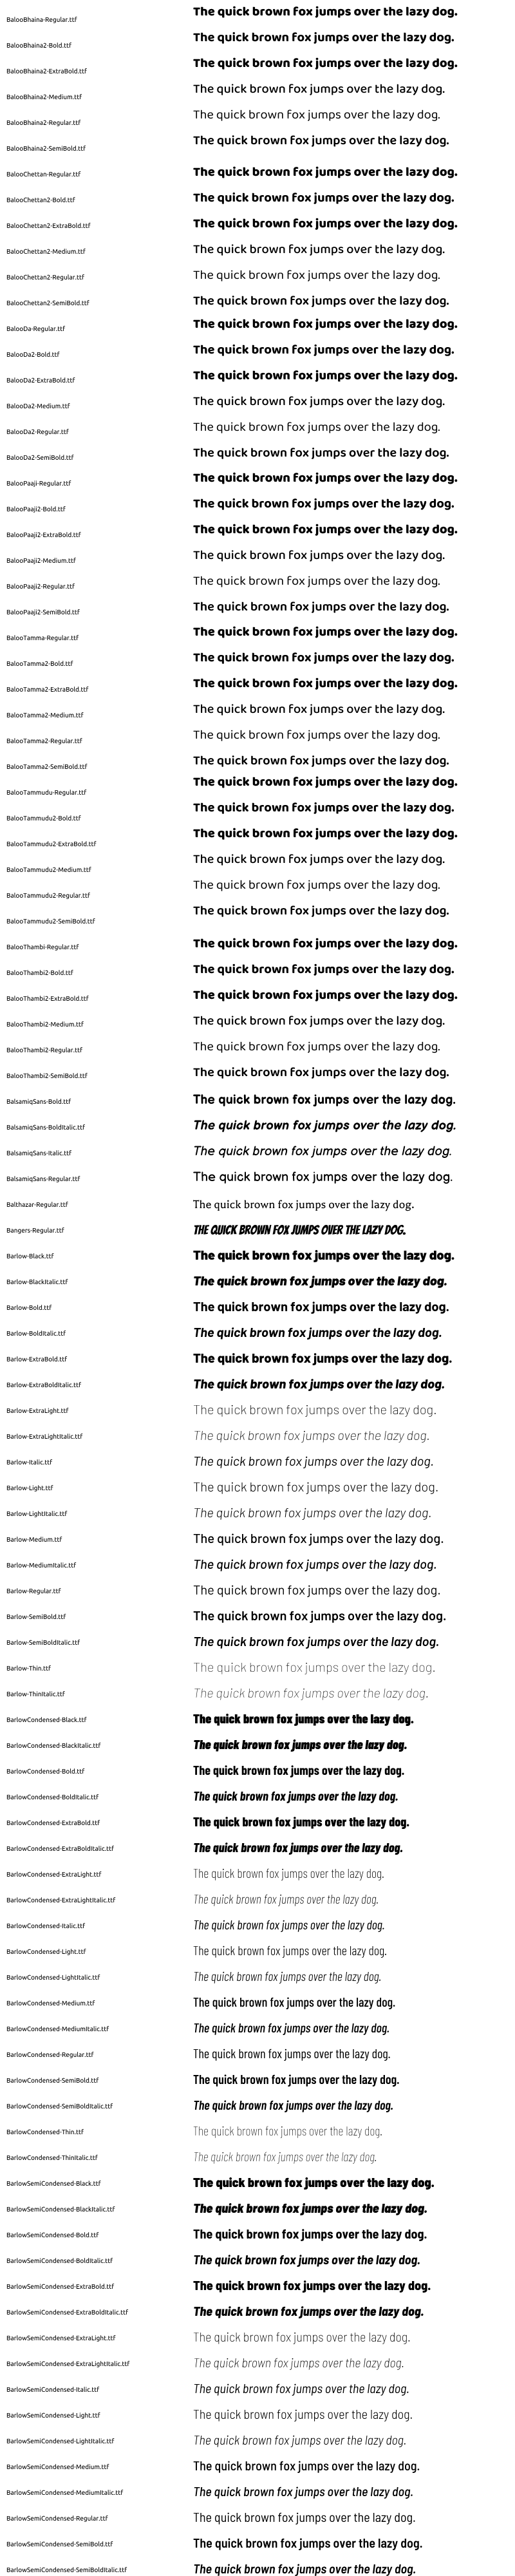 BalooBhaina-Regular.ttf The quick brown fox jumps over the lazy dog.
BalooBhaina2-Bold.ttf The quick brown fox jumps over the lazy dog.
BalooBhaina2-ExtraBold.ttf The quick brown fox jumps over the lazy dog.
BalooBhaina2-Medium.ttf The quick brown fox jumps over the lazy dog.
BalooBhaina2-Regular.ttf The quick brown fox jumps over the lazy dog.
BalooBhaina2-SemiBold.ttf The quick brown fox jumps over the lazy dog.
BalooChettan-Regular.ttf The quick brown fox jumps over the lazy dog.
BalooChettan2-Bold.ttf The quick brown fox jumps over the lazy dog.
BalooChettan2-ExtraBold.ttf The quick brown fox jumps over the lazy dog.
BalooChettan2-Medium.ttf The quick brown fox jumps over the lazy dog.
BalooChettan2-Regular.ttf The quick brown fox jumps over the lazy dog.
BalooChettan2-SemiBold.ttf The quick brown fox jumps over the lazy dog.
BalooDa-Regular.ttf The quick brown fox jumps over the lazy dog.
BalooDa2-Bold.ttf The quick brown fox jumps over the lazy dog.
BalooDa2-ExtraBold.ttf The quick brown fox jumps over the lazy dog.
BalooDa2-Medium.ttf The quick brown fox jumps over the lazy dog.
BalooDa2-Regular.ttf The quick brown fox jumps over the lazy dog.
BalooDa2-SemiBold.ttf The quick brown fox jumps over the lazy dog.
BalooPaaji-Regular.ttf The quick brown fox jumps over the lazy dog.
BalooPaaji2-Bold.ttf The quick brown fox jumps over the lazy dog.
BalooPaaji2-ExtraBold.ttf The quick brown fox jumps over the lazy dog.
BalooPaaji2-Medium.ttf The quick brown fox jumps over the lazy dog.
BalooPaaji2-Regular.ttf The quick brown fox jumps over the lazy dog.
BalooPaaji2-SemiBold.ttf The quick brown fox jumps over the lazy dog.
BalooTamma-Regular.ttf The quick brown fox jumps over the lazy dog.
BalooTamma2-Bold.ttf The quick brown fox jumps over the lazy dog.
BalooTamma2-ExtraBold.ttf The quick brown fox jumps over the lazy dog.
BalooTamma2-Medium.ttf The quick brown fox jumps over the lazy dog.
BalooTamma2-Regular.ttf The quick brown fox jumps over the lazy dog.
BalooTamma2-SemiBold.ttf The quick brown fox jumps over the lazy dog.
BalooTammudu-Regular.ttf The quick brown fox jumps over the lazy dog.
BalooTammudu2-Bold.ttf The quick brown fox jumps over the lazy dog.
BalooTammudu2-ExtraBold.ttf The quick brown fox jumps over the lazy dog.
BalooTammudu2-Medium.ttf The quick brown fox jumps over the lazy dog.
BalooTammudu2-Regular.ttf The quick brown fox jumps over the lazy dog.
BalooTammudu2-SemiBold.ttf The quick brown fox jumps over the lazy dog.
BalooThambi-Regular.ttf The quick brown fox jumps over the lazy dog.
BalooThambi2-Bold.ttf The quick brown fox jumps over the lazy dog.
BalooThambi2-ExtraBold.ttf The quick brown fox jumps over the lazy dog.
BalooThambi2-Medium.ttf The quick brown fox jumps over the lazy dog.
BalooThambi2-Regular.ttf The quick brown fox jumps over the lazy dog.
BalooThambi2-SemiBold.ttf The quick brown fox jumps over the lazy dog.
BalsamiqSans-Bold.ttf The quick brown fox jumps over the lazy dog.
BalsamiqSans-BoldItalic.ttf The quick brown fox jumps over the lazy dog.
BalsamiqSans-Italic.ttf The quick brown fox jumps over the lazy dog.
BalsamiqSans-Regular.ttf The quick brown fox jumps over the lazy dog.
Balthazar-Regular.ttf The quick brown fox jumps over the lazy dog.
Bangers-Regular.ttf THE QUICK BROWN FOX JUMPS OVER THE LAZY DOG.
Barlow-Black.ttf The quick brown fox jumps over the lazy dog.
Barlow-BlackItalic.ttf The quick brown fox jumps over the lazy dog.
Barlow-Bold.ttf The quick brown fox jumps over the lazy dog.
Barlow-BoldItalic.ttf The quick brown fox jumps over the lazy dog.
Barlow-ExtraBold.ttf The quick brown fox jumps over the lazy dog.
Barlow-ExtraBoldItalic.ttf The quick brown fox jumps over the lazy dog.
Barlow-ExtraLight.ttf The quick brown fox jumps over the lazy dog.
Barlow-ExtraLightItalic.ttf The quick brown fox jumps over the lazy dog.
Barlow-Italic.ttf The quick brown fox jumps over the lazy dog.
Barlow-Light.ttf The quick brown fox jumps over the lazy dog.
Barlow-LightItalic.ttf The quick brown fox jumps over the lazy dog.
Barlow-Medium.ttf The quick brown fox jumps over the lazy dog.
Barlow-MediumItalic.ttf The quick brown fox jumps over the lazy dog.
Barlow-Regular.ttf The quick brown fox jumps over the lazy dog.
Barlow-SemiBold.ttf The quick brown fox jumps over the lazy dog.
Barlow-SemiBoldItalic.ttf The quick brown fox jumps over the lazy dog.
Barlow-Thin.ttf The quick brown fox jumps over the lazy dog.
Barlow-ThinItalic.ttf The quick brown fox jumps over the lazy dog.
BarlowCondensed-Black.ttf The quick brown fox jumps over the lazy dog.
BarlowCondensed-BlackItalic.ttf The quick brown fox jumps over the lazy dog.
BarlowCondensed-Bold.ttf The quick brown fox jumps over the lazy dog.
BarlowCondensed-BoldItalic.ttf The quick brown fox jumps over the lazy dog.
BarlowCondensed-ExtraBold.ttf The quick brown fox jumps over the lazy dog.
BarlowCondensed-ExtraBoldItalic.ttf The quick brown fox jumps over the lazy dog.
BarlowCondensed-ExtraLight.ttf The quick brown fox jumps over the lazy dog.
BarlowCondensed-ExtraLightItalic.ttf The quick brown fox jumps over the lazy dog.
BarlowCondensed-Italic.ttf The quick brown fox jumps over the lazy dog.
BarlowCondensed-Light.ttf The quick brown fox jumps over the lazy dog.
BarlowCondensed-LightItalic.ttf The quick brown fox jumps over the lazy dog.
BarlowCondensed-Medium.ttf The quick brown fox jumps over the lazy dog.
BarlowCondensed-MediumItalic.ttf The quick brown fox jumps over the lazy dog.
BarlowCondensed-Regular.ttf The quick brown fox jumps over the lazy dog.
BarlowCondensed-SemiBold.ttf The quick brown fox jumps over the lazy dog.
BarlowCondensed-SemiBoldItalic.ttf The quick brown fox jumps over the lazy dog.
BarlowCondensed-Thin.ttf The quick brown fox jumps over the lazy dog.
BarlowCondensed-ThinItalic.ttf The quick brown fox jumps over the lazy dog.
BarlowSemiCondensed-Black.ttf The quick brown fox jumps over the lazy dog.
BarlowSemiCondensed-BlackItalic.ttf The quick brown fox jumps over the lazy dog.
BarlowSemiCondensed-Bold.ttf The quick brown fox jumps over the lazy dog.
BarlowSemiCondensed-BoldItalic.ttf The quick brown fox jumps over the lazy dog.
BarlowSemiCondensed-ExtraBold.ttf The quick brown fox jumps over the lazy dog.
BarlowSemiCondensed-ExtraBoldItalic.ttf The quick brown fox jumps over the lazy dog.
BarlowSemiCondensed-ExtraLight.ttf The quick brown fox jumps over the lazy dog.
BarlowSemiCondensed-ExtraLightItalic.ttf The quick brown fox jumps over the lazy dog.
BarlowSemiCondensed-Italic.ttf The quick brown fox jumps over the lazy dog.
BarlowSemiCondensed-Light.ttf The quick brown fox jumps over the lazy dog.
BarlowSemiCondensed-LightItalic.ttf The quick brown fox jumps over the lazy dog.
BarlowSemiCondensed-Medium.ttf The quick brown fox jumps over the lazy dog.
BarlowSemiCondensed-MediumItalic.ttf The quick brown fox jumps over the lazy dog.
BarlowSemiCondensed-Regular.ttf The quick brown fox jumps over the lazy dog.
BarlowSemiCondensed-SemiBold.ttf The quick brown fox jumps over the lazy dog.
BarlowSemiCondensed-SemiBoldItalic.ttf The quick brown fox jumps over the lazy dog.